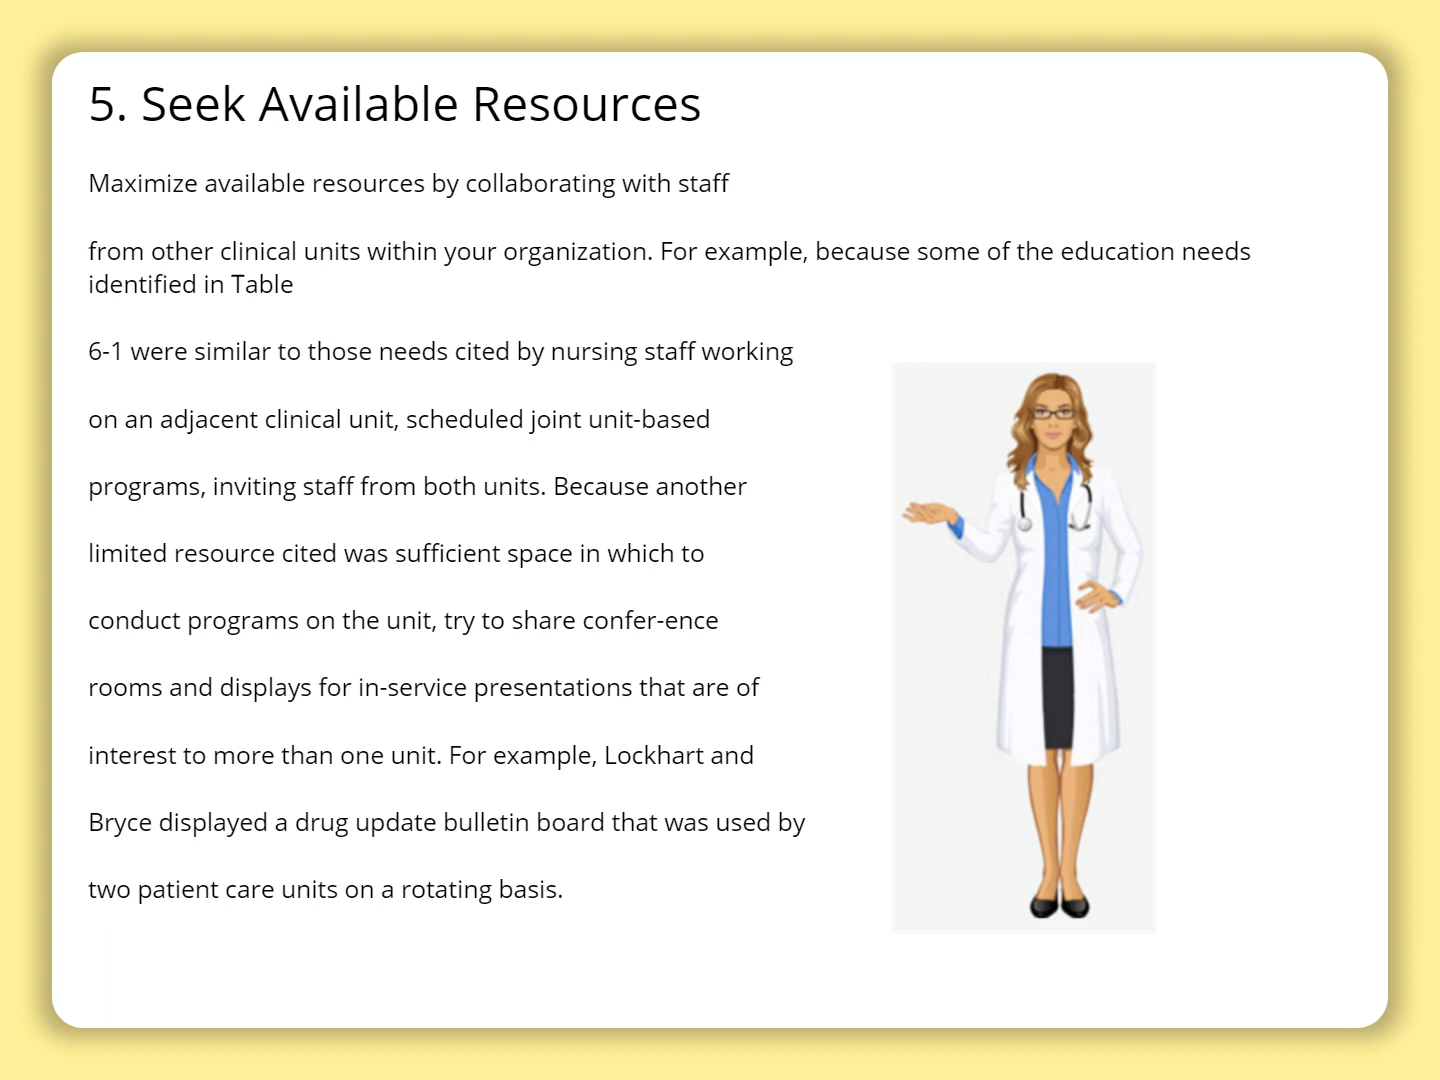 5. Seek Available Resources
Maximize available resources by collaborating with staff
from other clinical units within your organization. For example, because some of the education needs
identified in Table
6-1 were similar to those needs cited by nursing staff working
on an adjacent clinical unit, scheduled joint unit-based
programs, inviting staff from both units. Because another
limited resource cited was sufficient space in which to
conduct programs on the unit, try to share confer-ence
rooms and displays for in-service presentations that are of
interest to more than one unit. For example, Lockhart and
Bryce displayed a drug update bulletin board that was used by
two patient care units on a rotating basis.